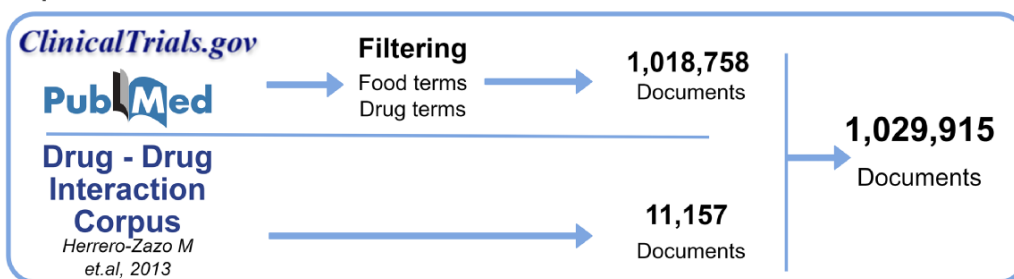 ClinicalTrials.gov
PubMed
Filtering
Food terms
Drug terms
1,018,758
Documents
Drug - Drug
Interaction
Corpus
Herrero-Zazo M
et.al, 2013
11,157
Documents
1,029,915
Documents